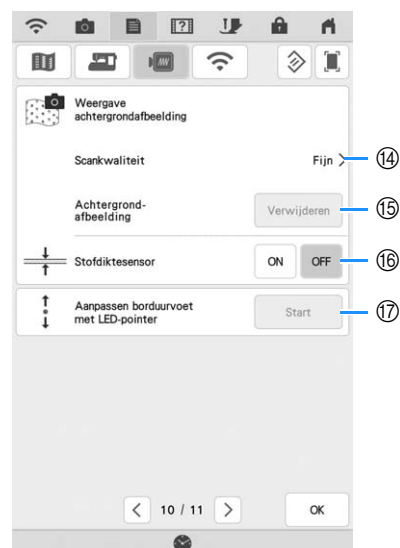 Weergave
achtergrondafbeelding
Scankwaliteit
Fijn >
⑭
Achtergrond-
afbeelding
Verwijderen
⑮
Stofdiktesensor
ON
OFF
⑯
Aanpassen borduurvoet
met LED-pointer
Start
⑰
< 10 / 11 >
OK